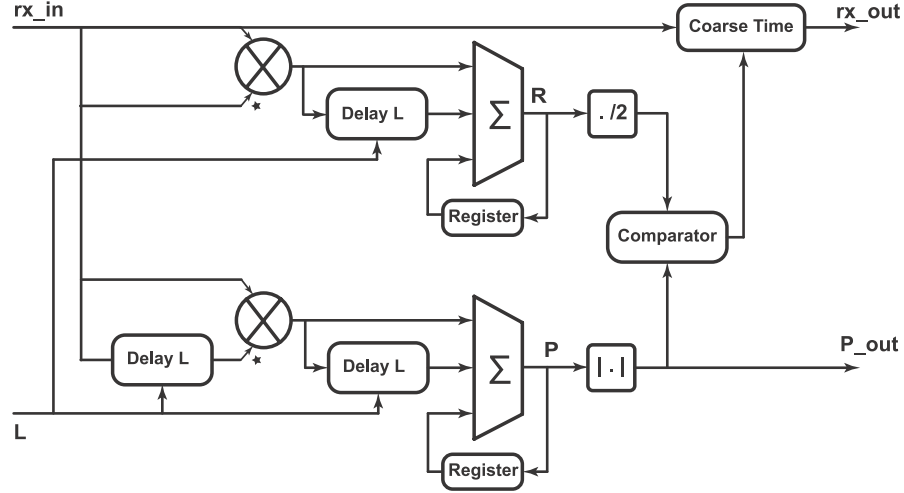 rx_in
Coarse Time
rx_out
Delay L
Σ
R
. /2
Register
Comparator
Delay L
Delay L
Σ
P
| . |
P_out
L
Register